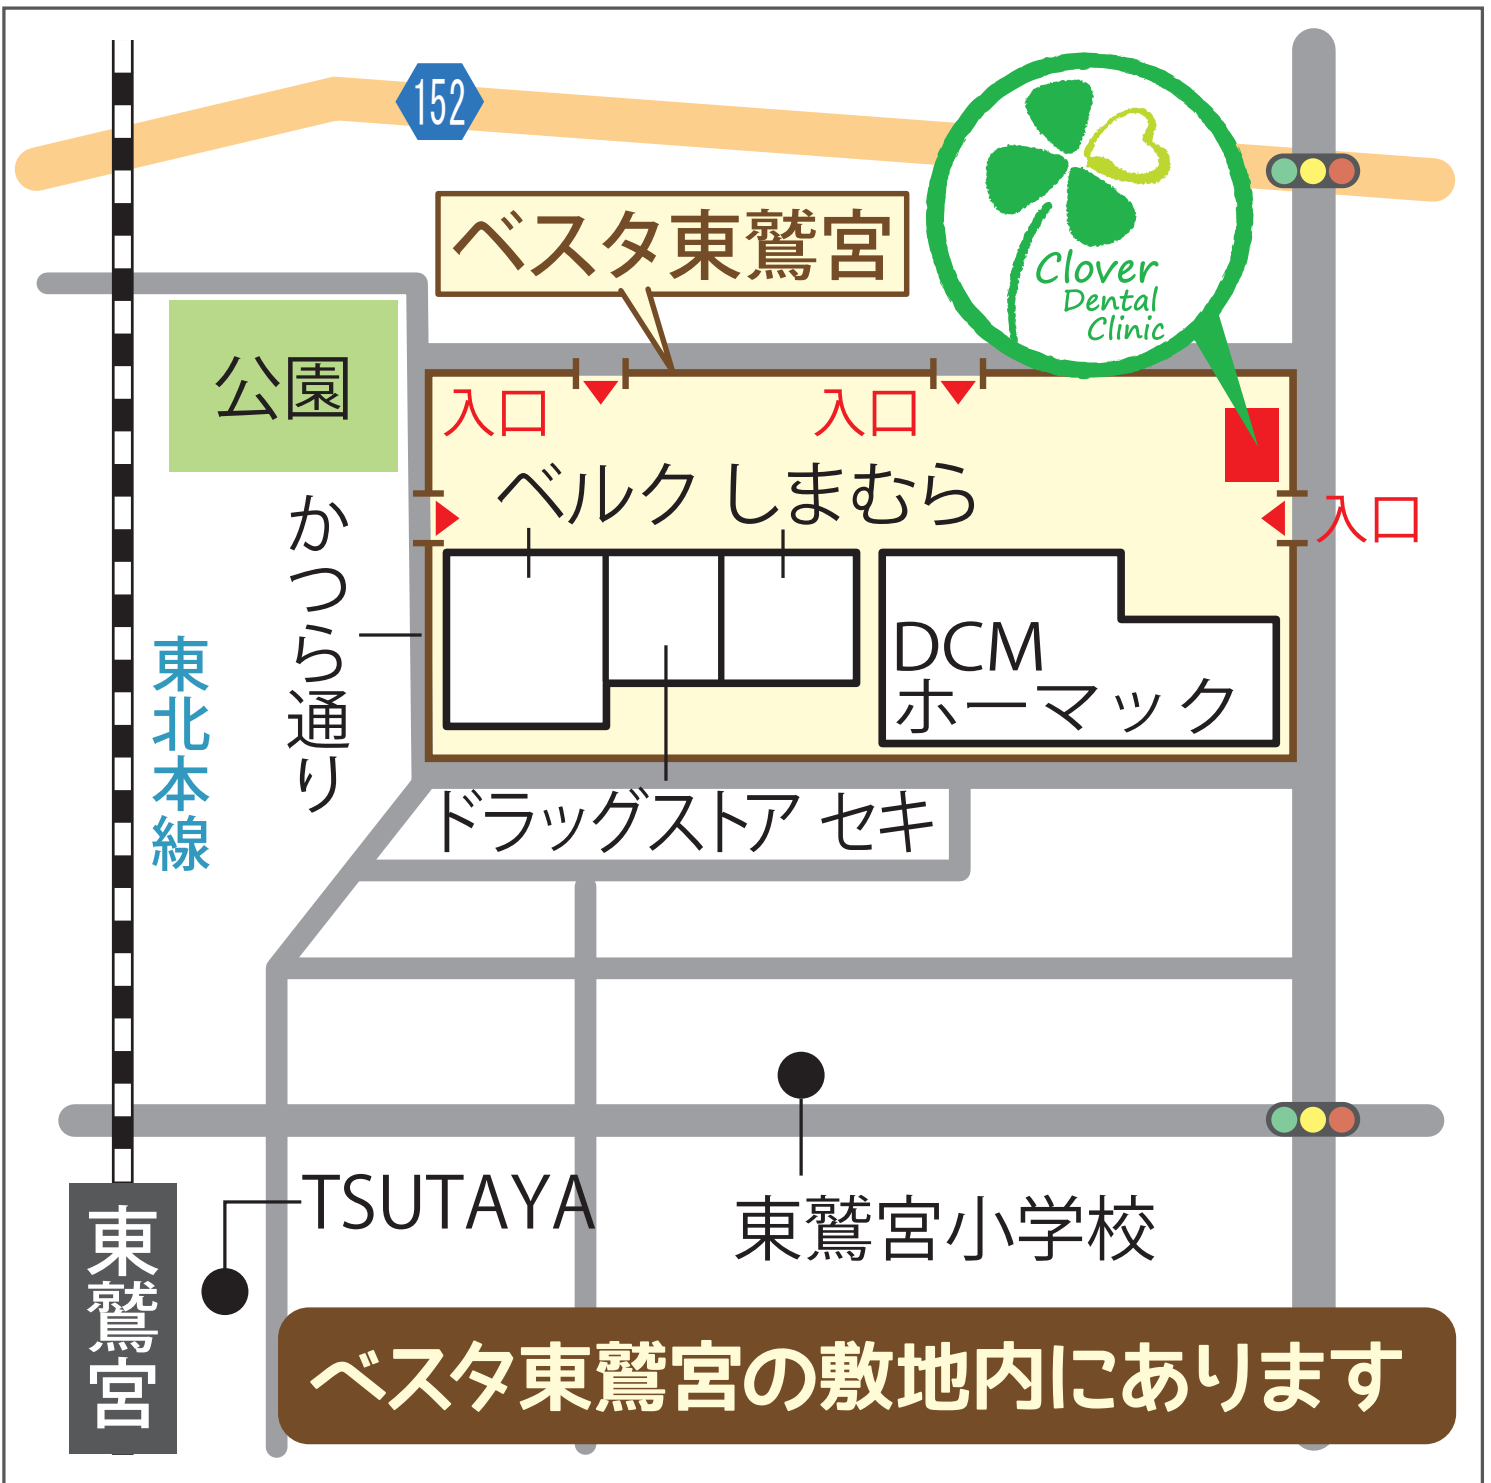 152
ベスタ東鷲宮
Clover
Dental
Clinic
公園
入口
入口
ベルク
しまむら
入口
かつら通り
DCM
ホーマック
東北本線
ドラッグストア セキ
TSUTAYA
東鷲宮小学校
東鷲宮
ベスタ東鷲宮の敷地内にあります